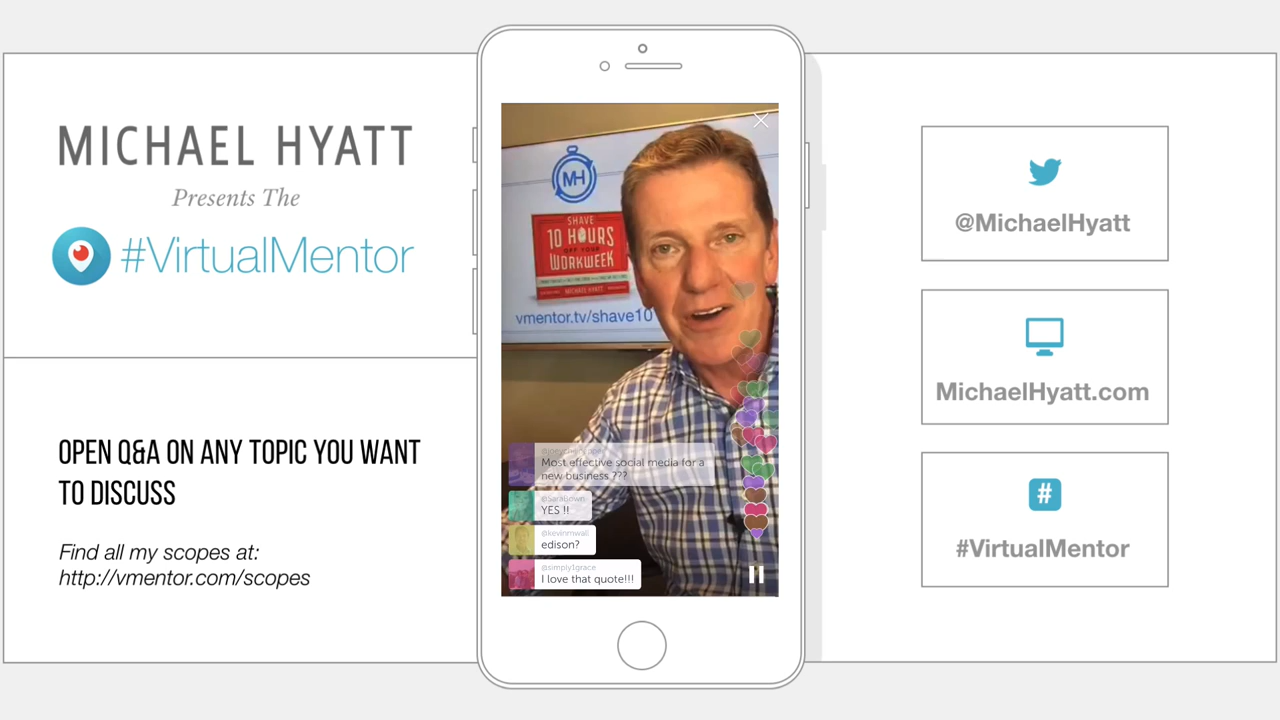 MICHAEL HYATT
Presents The
#VirtualMentor
OPEN Q&A ON ANY TOPIC YOU WANT
TO DISCUSS
Find all my scopes at:
http://vmentor.com/scopes
MH
SHAVE
10 HOURS
OFF YOUR
WORKWEEK
MICHAEL HYATT
vmentor.tv/shave10
Most effective social media for a
new business ???
YES !!
@kevinmwall
edison?
@simply1grace
I love that quote!!!
@MichaelHyatt
MichaelHyatt.com
#
#VirtualMentor